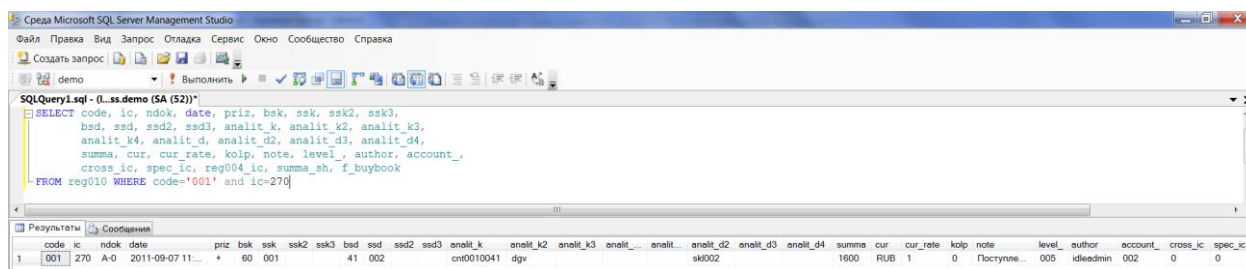 Среда Microsoft SQL Server Management Studio
Файл Правка Вид Запрос Отладка Сервис Окно Сообщество Справка
Создать запрос
demo Выполнить
SQLQuery1.sql - (l...ss.demo (SA (52))*
SELECT code, ic, ndok, date, priz, bsk, ssk, ssk2, ssk3,
bsd, ssd, ssd2, ssd3, analit_k, analit_k2, analit_k3,
analit_k4, analit_d, analit_d2, analit_d3, analit_d4,
summa, cur, cur_rate, kolp, note, level_, author, account_,
cross_ic, spec_ic, reg004_ic, summa_sh, f_buybook
FROM reg010 WHERE code='001' and ic=270
Результаты Сообщения
code ic ndok date priz bsk ssk ssk2 ssk3 bsd ssd ssd2 ssd3 analit_k analit_k2 analit_k3 analit_... analit... analit_d2 analit_d3 analit_d4 summa cur cur_rate kolp note level_ author account_ cross_ic spec_ic
1 001 270 А-0 2011-09-07 11:... + 60 001 41 002 cnt0010041 dgv skl002 1600 RUB 1 0 Поступле... 005 idleadmin 002 0 0